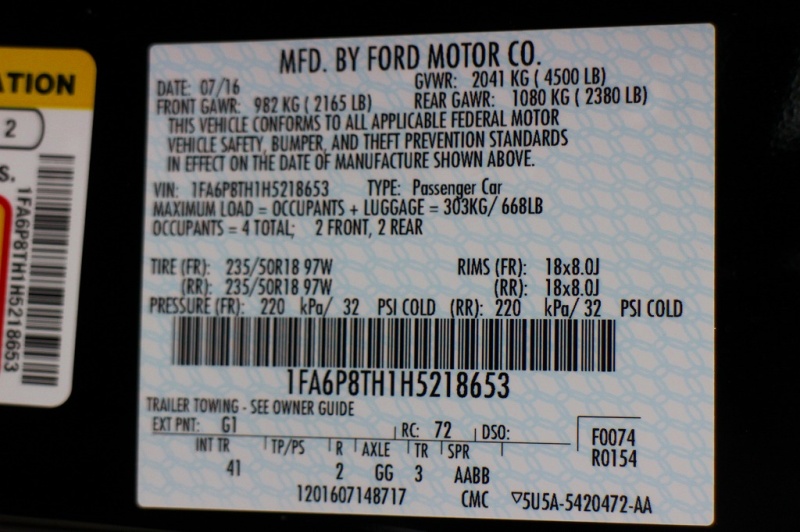 ATION
2
S.
1FA6P8TH1H5218653
MFD. BY FORD MOTOR CO.
DATE: 07/16 GVWR: 2041 KG ( 4500 LB)
FRONT GAWR: 982 KG ( 2165 LB) REAR GAWR: 1080 KG ( 2380 LB)
THIS VEHICLE CONFORMS TO ALL APPLICABLE FEDERAL MOTOR
VEHICLE SAFETY, BUMPER, AND THEFT PREVENTION STANDARDS
IN EFFECT ON THE DATE OF MANUFACTURE SHOWN ABOVE.
VIN: 1FA6P8TH1H5218653 TYPE: Passenger Car
MAXIMUM LOAD = OCCUPANTS + LUGGAGE = 303KG/ 668LB
OCCUPANTS = 4 TOTAL; 2 FRONT, 2 REAR
TIRE (FR): 235/50R18 97W RIMS (FR): 18x8.0J
(RR): 235/50R18 97W (RR): 18x8.0J
PRESSURE (FR): 220 kPa/ 32 PSI COLD (RR): 220 kPa/ 32 PSI COLD
1FA6P8TH1H5218653
TRAILER TOWING - SEE OWNER GUIDE
EXT PNT: G1 RC: 72 DSO: F0074
R0154
INT TR TP/PS R AXLE TR SPR
41 2 GG 3 AABB
1201607148717 CMC ▽5U5A-5420472-AA